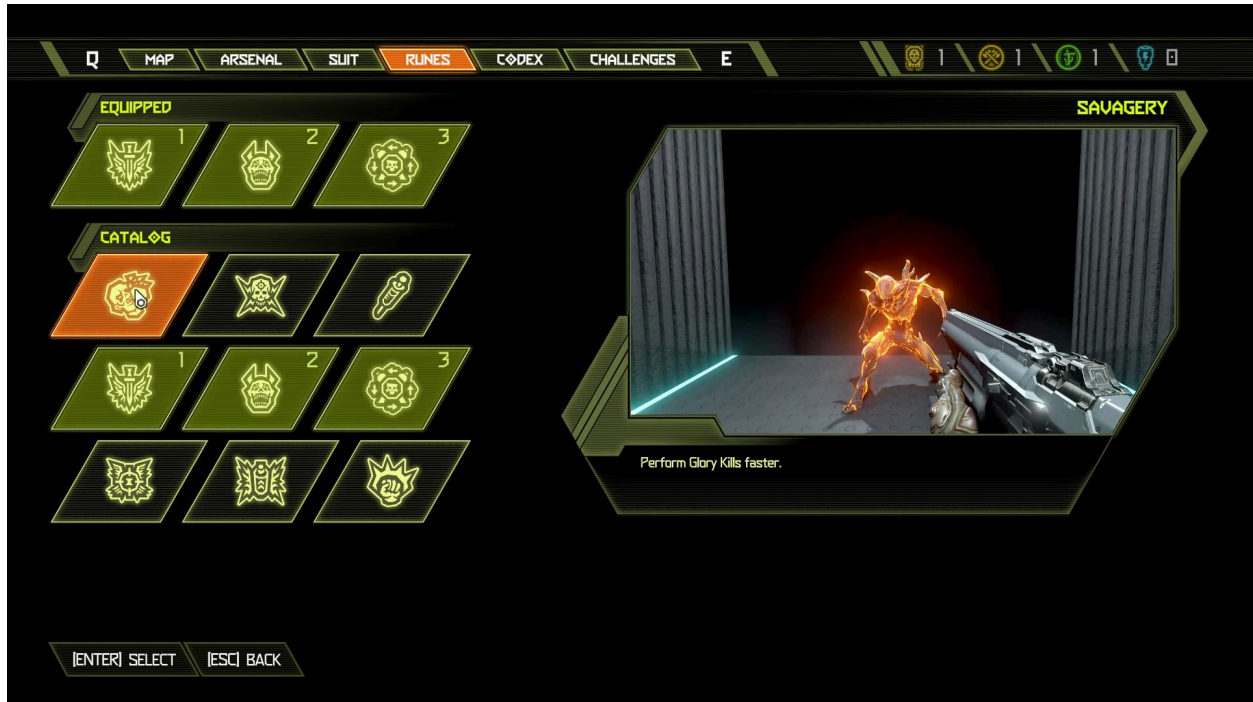 Q MAP ARSENAL SUIT RUNES CODEX CHALLENGES E 1 1 1 0
EQUIPPED
1 2 3
SAVAGERY
CATALOG
1 2 3
Perform Glory Kills faster.
[ENTER] SELECT [ESC] BACK